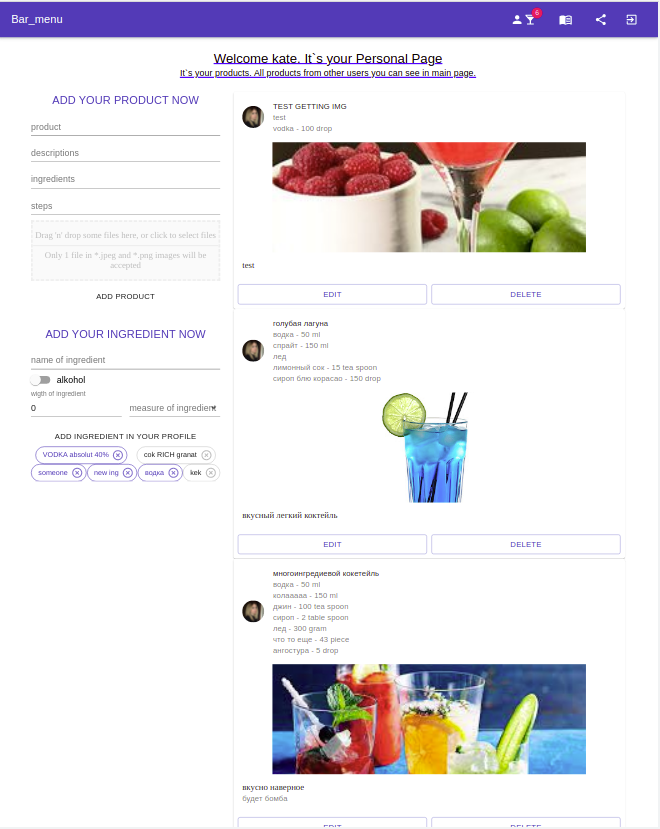 Bar_menu
6
Welcome kate. It`s your Personal Page
It`s your products. All products from other users you can see in main page.
ADD YOUR PRODUCT NOW
product
descriptions
ingredients
steps
Drag 'n' drop some files here, or click to select files
Only 1 file in *.jpeg and *.png images will be
accepted
ADD PRODUCT
ADD YOUR INGREDIENT NOW
name of ingredient
alkohol
wigth of ingredient
0
measure of ingredient
ADD INGREDIENT IN YOUR PROFILE
VODKA absolut 40%
cok RICH granat
someone
new ing
водка
kek
TEST GETTING IMG
test
vodka - 100 drop
test
EDIT
DELETE
голубая лагуна
водка - 50 ml
спрайт - 150 ml
лед
лимонный сок - 15 tea spoon
сироп блю корасао - 150 drop
вкусный легкий коктейль
EDIT
DELETE
многоингредиевой кокетейль
водка - 50 ml
колааааа - 150 ml
джин - 100 tea spoon
сироп - 2 table spoon
лед - 300 gram
что то еще - 43 piece
ангостура - 5 drop
вкусно наверное
будет бомба
EDIT
DELETE